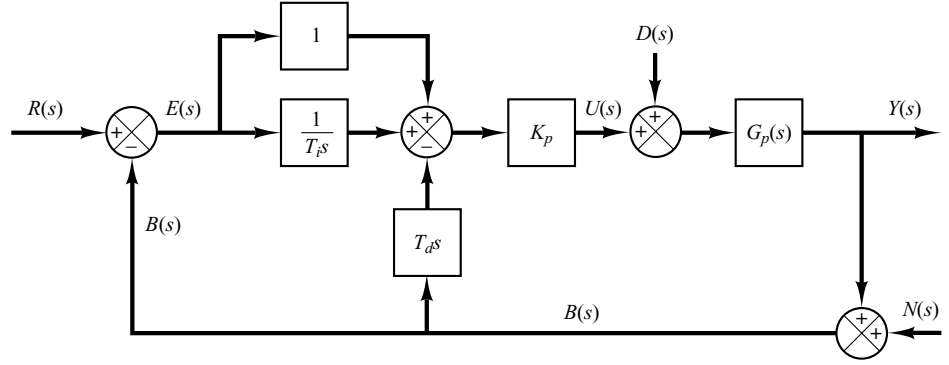 1
D(s)
R(s)
+
−
E(s)
1
T_i s
+
+
−
K_p
U(s)
+
+
G_p(s)
Y(s)
B(s)
T_d s
B(s)
+
+
N(s)